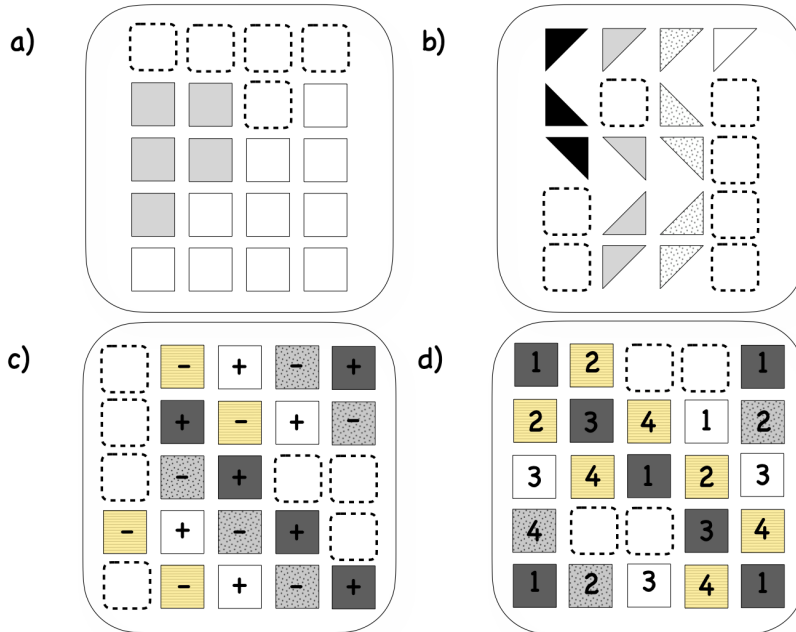 a)
b)
c)
- + - +
+ - + -
- +
- + - +
- + - +
d)
1 2 1
2 3 4 1 2
3 4 1 2 3
4 3 4
1 2 3 4 1